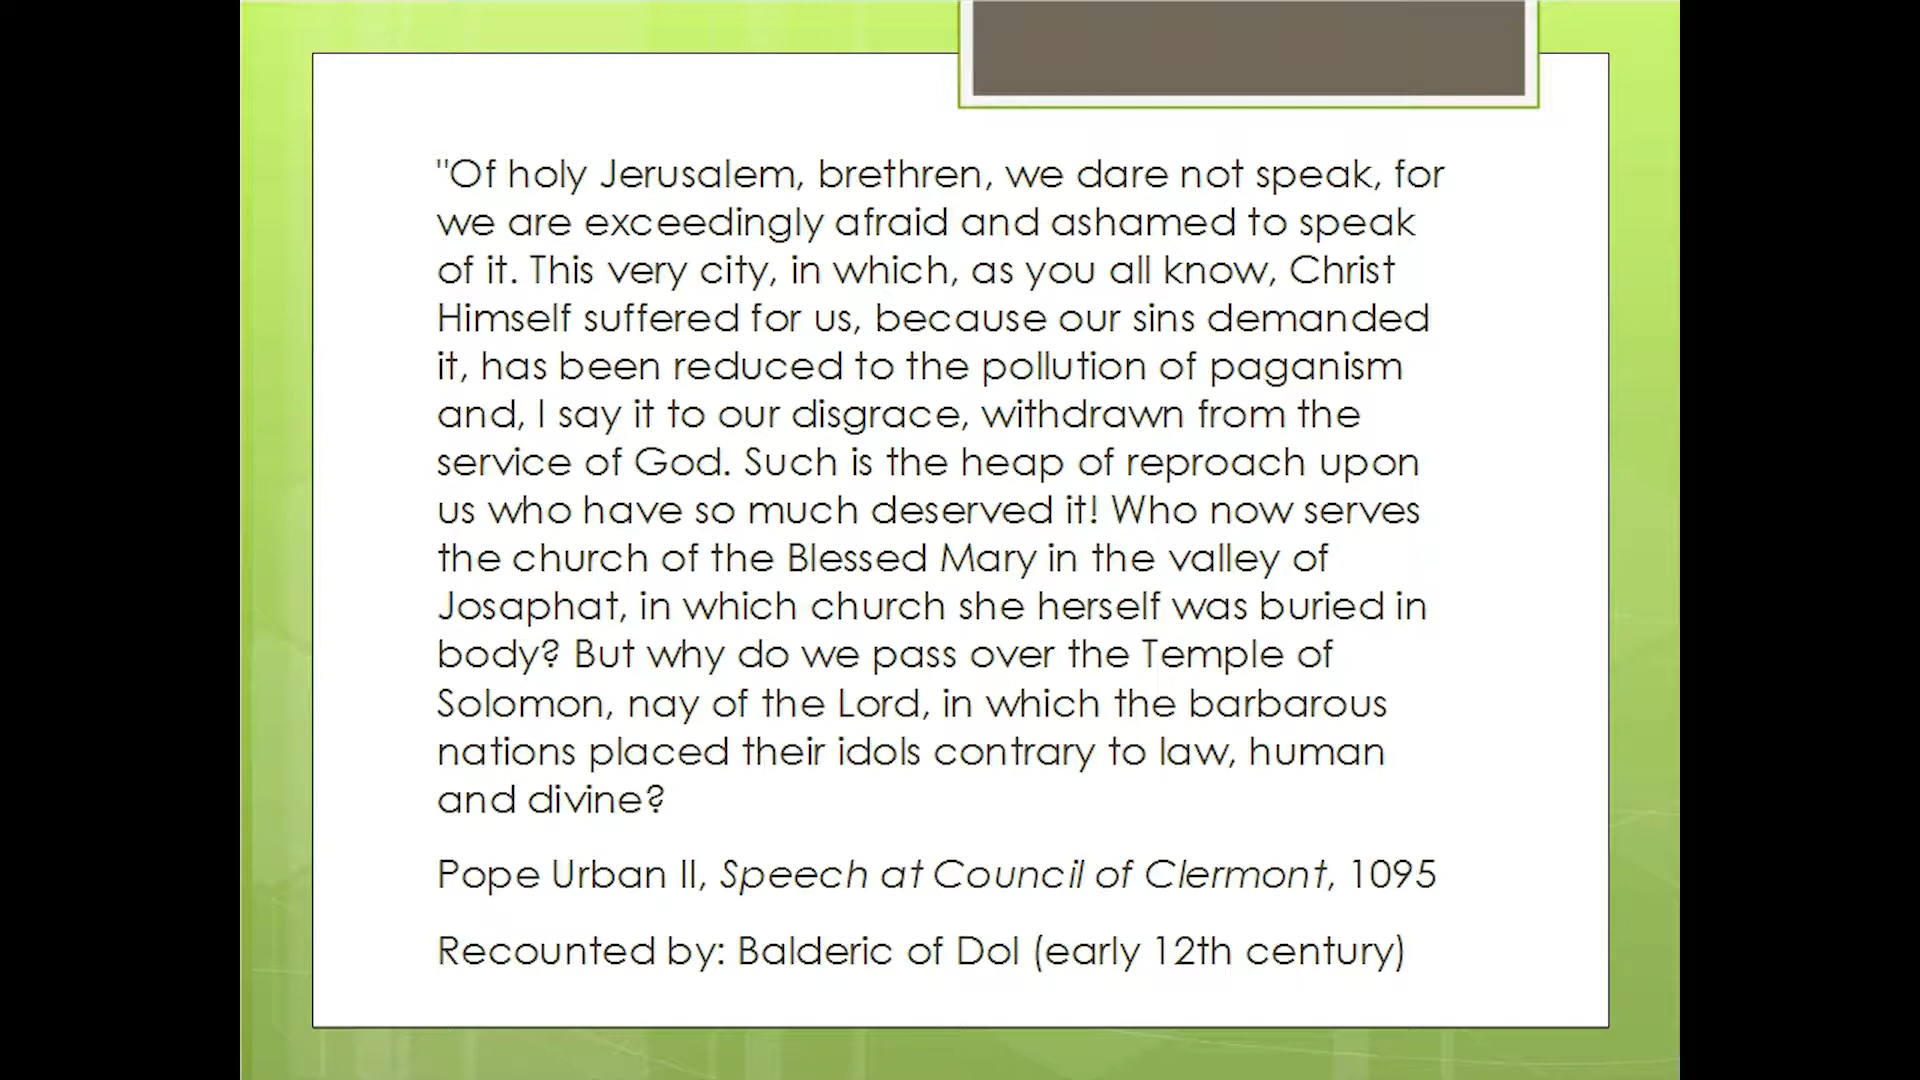 "Of holy Jerusalem, brethren, we dare not speak, for
we are exceedingly afraid and ashamed to speak
of it. This very city, in which, as you all know, Christ
Himself suffered for us, because our sins demanded
it, has been reduced to the pollution of paganism
and, I say it to our disgrace, withdrawn from the
service of God. Such is the heap of reproach upon
us who have so much deserved it! Who now serves
the church of the Blessed Mary in the valley of
Josaphat, in which church she herself was buried in
body? But why do we pass over the Temple of
Solomon, nay of the Lord, in which the barbarous
nations placed their idols contrary to law, human
and divine?
Pope Urban II, Speech at Council of Clermont, 1095
Recounted by: Balderic of Dol (early 12th century)